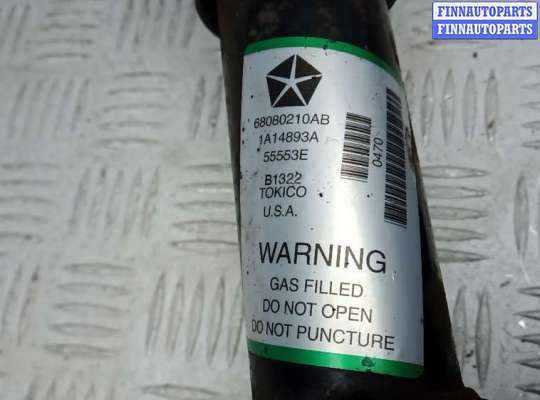 FINNAUTOPARTS
FINNAUTOPARTS
68080210AB
1A14893A
55553E
B1322
TOKICO
U.S.A.
0470
WARNING
GAS FILLED
DO NOT OPEN
DO NOT PUNCTURE